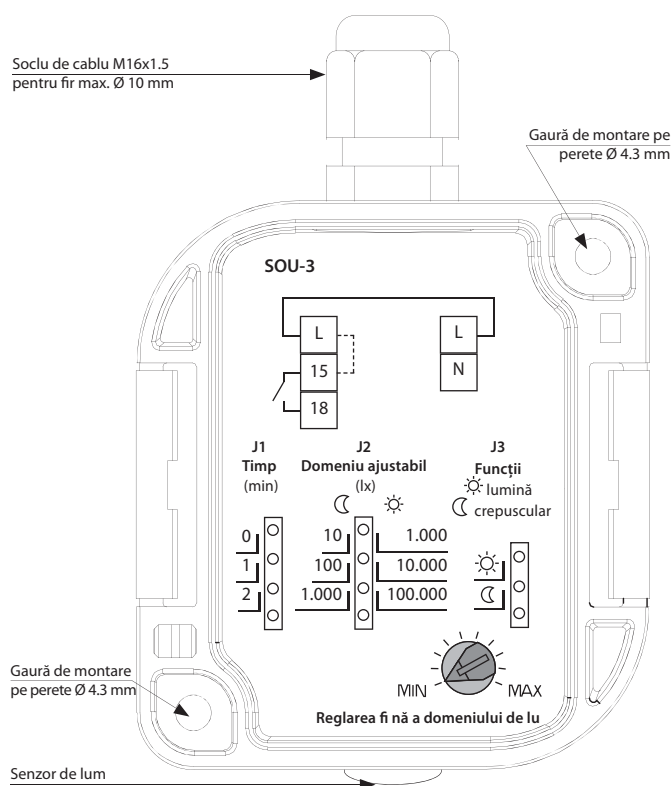 Soclu de cablu M16x1.5
pentru fir max. Ø 10 mm
Gaură de montare pe
perete Ø 4.3 mm
SOU-3
L
L
15
N
18
J1
Timp
(min)
J2
Domeniu ajustabil
(lx)
J3
Funcții
lumină
crepuscular
0
10
1.000
1
100
10.000
2
1.000
100.000
Gaură de montare
pe perete Ø 4.3 mm
MIN
MAX
Reglarea fi nă a domeniului de lu
Senzor de lum